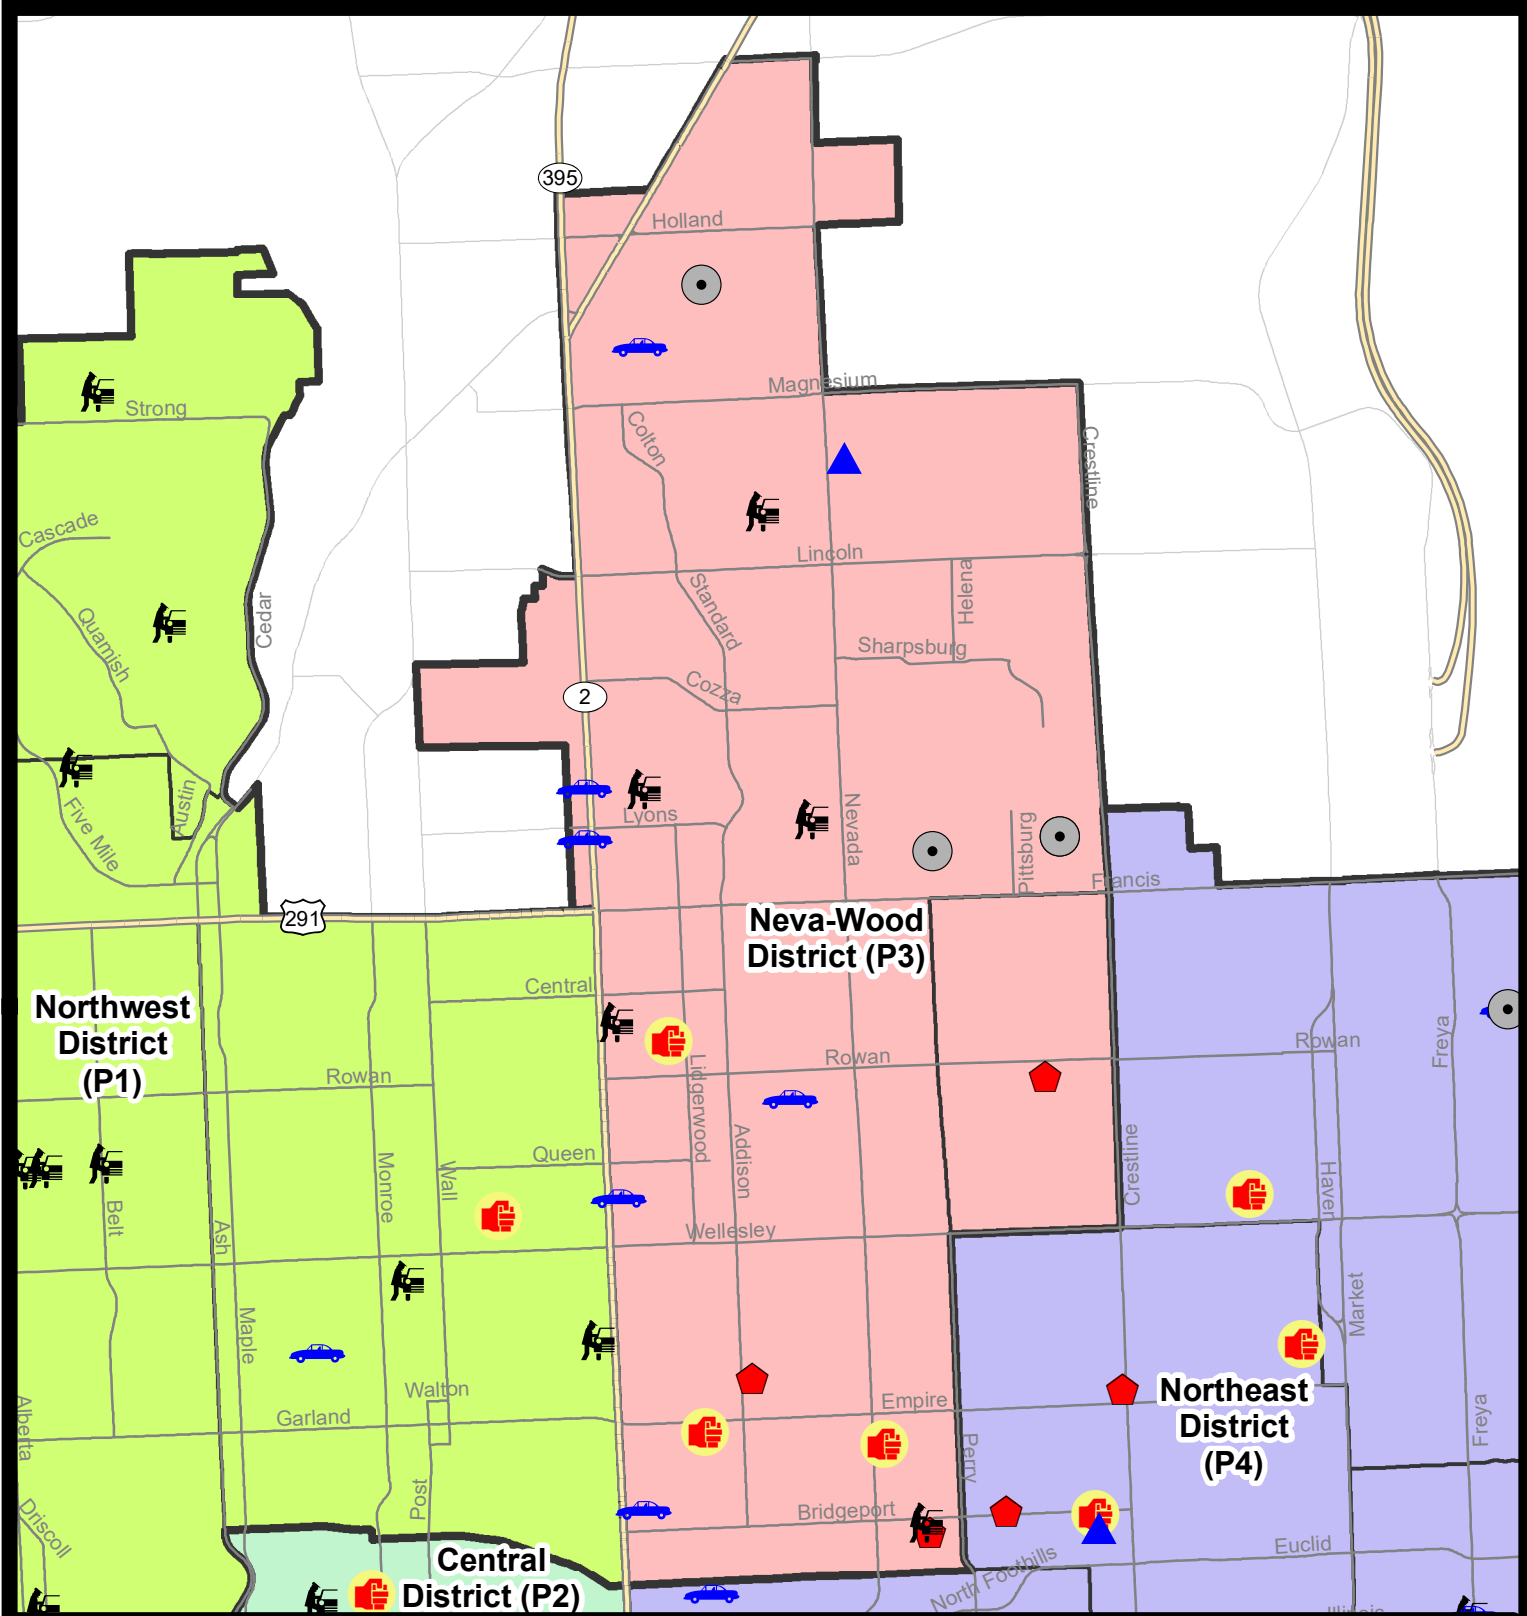 395
Holland
Magnesium
Strong
Colton
Crestline
Cascade
Lincoln
Helena
Standard
Cedar
Quamish
Sharpsburg
Cozza
2
Austin
Five Mile
Lyons
Nevada
Pittsburg
Francis
291
Neva-Wood
District (P3)
Central
Northwest
District
(P1)
Rowan
Rowan
Rowan
Freya
Lidgerwood
Addison
Queen
Crestline
Monroe
Wall
Haven
Belt
Ash
Wellesley
Maple
Market
Walton
Garland
Empire
Northeast
District
(P4)
Alberta
Freya
Perry
Post
Bridgeport
Driscoll
Euclid
Central
District (P2)
North Foothills